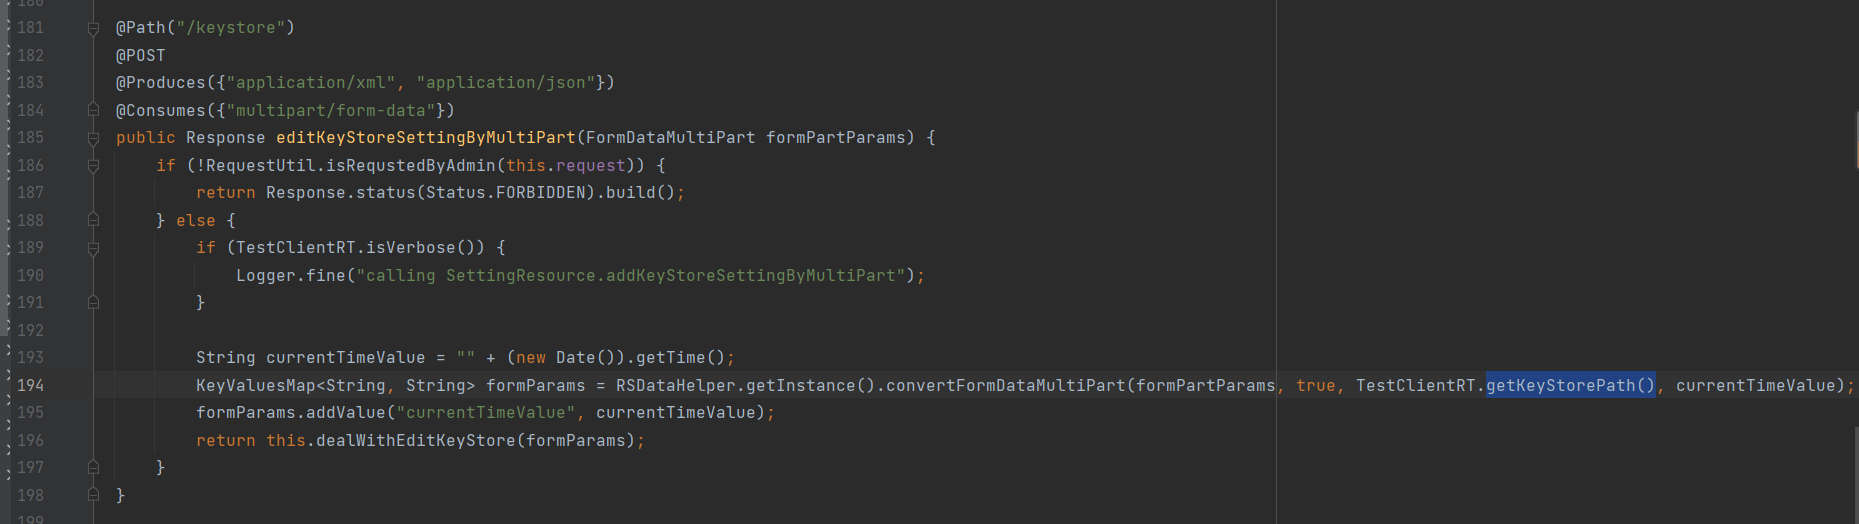 180
181 @Path("/keystore")
182 @POST
183 @Produces({"application/xml", "application/json"})
184 @Consumes({"multipart/form-data"})
185 public Response editKeyStoreSettingByMultiPart(FormDataMultiPart formPartParams) {
186 if (!RequestUtil.isRequstedByAdmin(this.request)) {
187 return Response.status(Status.FORBIDDEN).build();
188 } else {
189 if (TestClientRT.isVerbose()) {
190 Logger.fine("calling SettingResource.addKeyStoreSettingByMultiPart");
191 }
192
193 String currentTimeValue = "" + (new Date()).getTime();
194 KeyValuesMap<String, String> formParams = RSDataHelper.getInstance().convertFormDataMultiPart(formPartParams, true, TestClientRT.getKeyStorePath(), currentTimeValue);
195 formParams.addValue("currentTimeValue", currentTimeValue);
196 return this.dealWithEditKeyStore(formParams);
197 }
198 }
199